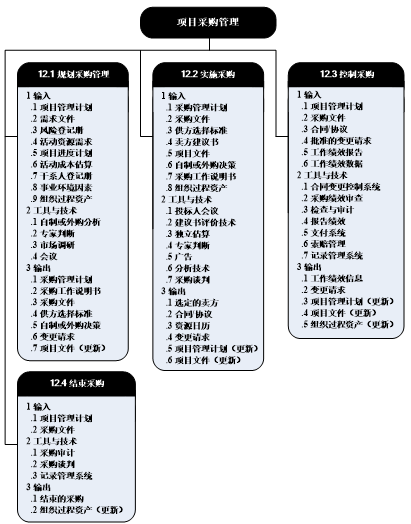 项目采购管理
12.1 规划采购管理
1 输入
.1 项目管理计划
.2 需求文件
.3 风险登记册
.4 活动资源需求
.5 项目进度计划
.6 活动成本估算
.7 干系人登记册
.8 事业环境因素
.9 组织过程资产
2 工具与技术
.1 自制或外购分析
.2 专家判断
.3 市场调研
.4 会议
3 输出
.1 采购管理计划
.2 采购工作说明书
.3 采购文件
.4 供方选择标准
.5 自制或外购决策
.6 变更请求
.7 项目文件（更新）
12.2 实施采购
1 输入
.1 采购管理计划
.2 采购文件
.3 供方选择标准
.4 卖方建议书
.5 项目文件
.6 自制或外购决策
.7 采购工作说明书
.8 组织过程资产
2 工具与技术
.1 投标人会议
.2 建议书评价技术
.3 独立估算
.4 专家判断
.5 广告
.6 分析技术
.7 采购谈判
3 输出
.1 选定的卖方
.2 合同/协议
.3 资源日历
.4 变更请求
.5 项目管理计划（更新）
.6 项目文件（更新）
12.3 控制采购
1 输入
.1 项目管理计划
.2 采购文件
.3 合同/协议
.4 批准的变更请求
.5 工作绩效报告
.6 工作绩效数据
2 工具与技术
.1 合同变更控制系统
.2 采购绩效审查
.3 检查与审计
.4 报告绩效
.5 支付系统
.6 索赔管理
.7 记录管理系统
3 输出
.1 工作绩效信息
.2 变更请求
.3 项目管理计划（更新）
.4 项目文件（更新）
.5 组织过程资产（更新）
12.4 结束采购
1 输入
.1 项目管理计划
.2 采购文件
2 工具与技术
.1 采购审计
.2 采购谈判
.3 记录管理系统
3 输出
.1 结束的采购
.2 组织过程资产（更新）